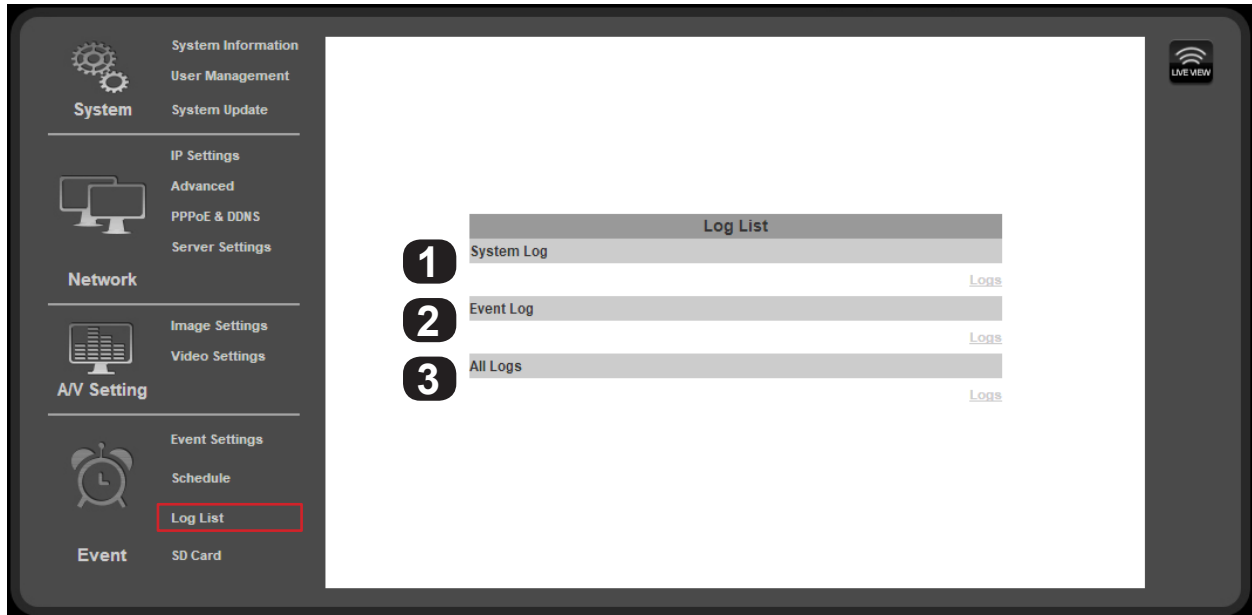 System Information
User Management
System
System Update
IP Settings
Advanced
PPPoE & DDNS
Server Settings
Network
Image Settings
Video Settings
A/V Setting
Event Settings
Schedule
Log List
Event
SD Card
Log List
1
System Log
Logs
2
Event Log
Logs
3
All Logs
Logs
LIVE VIEW